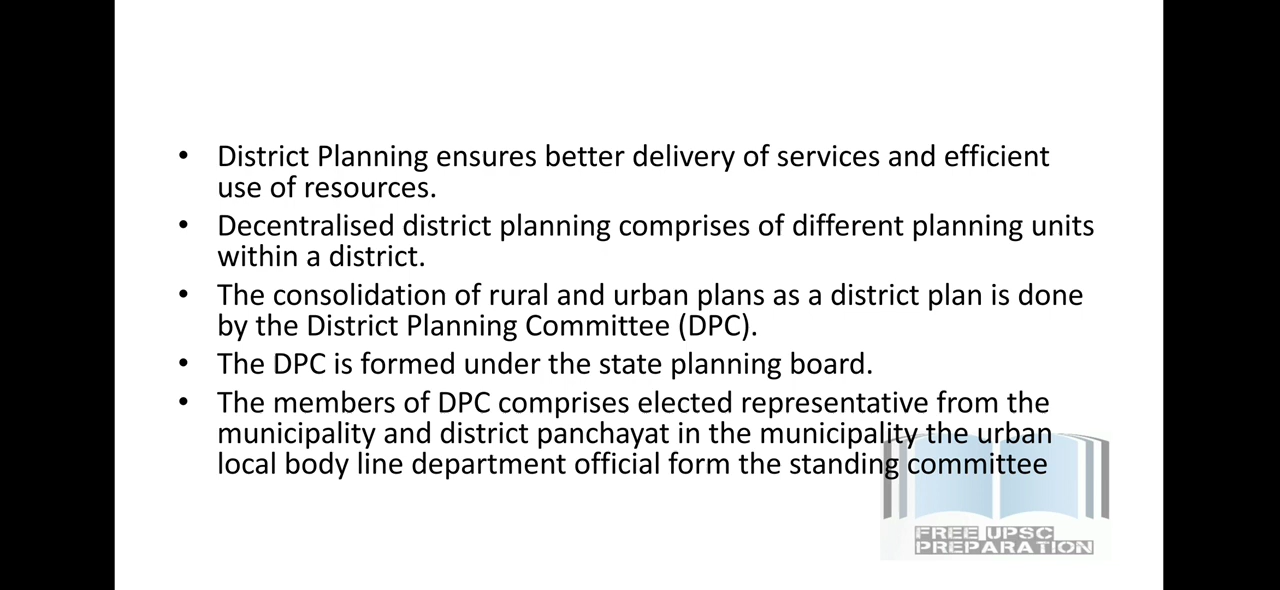 • District Planning ensures better delivery of services and efficient
use of resources.
• Decentralised district planning comprises of different planning units
within a district.
• The consolidation of rural and urban plans as a district plan is done
by the District Planning Committee (DPC).
• The DPC is formed under the state planning board.
• The members of DPC comprises elected representative from the
municipality and district panchayat in the municipality the urban
local body line department official form the standing committee
FREE UPSC
PREPARATION